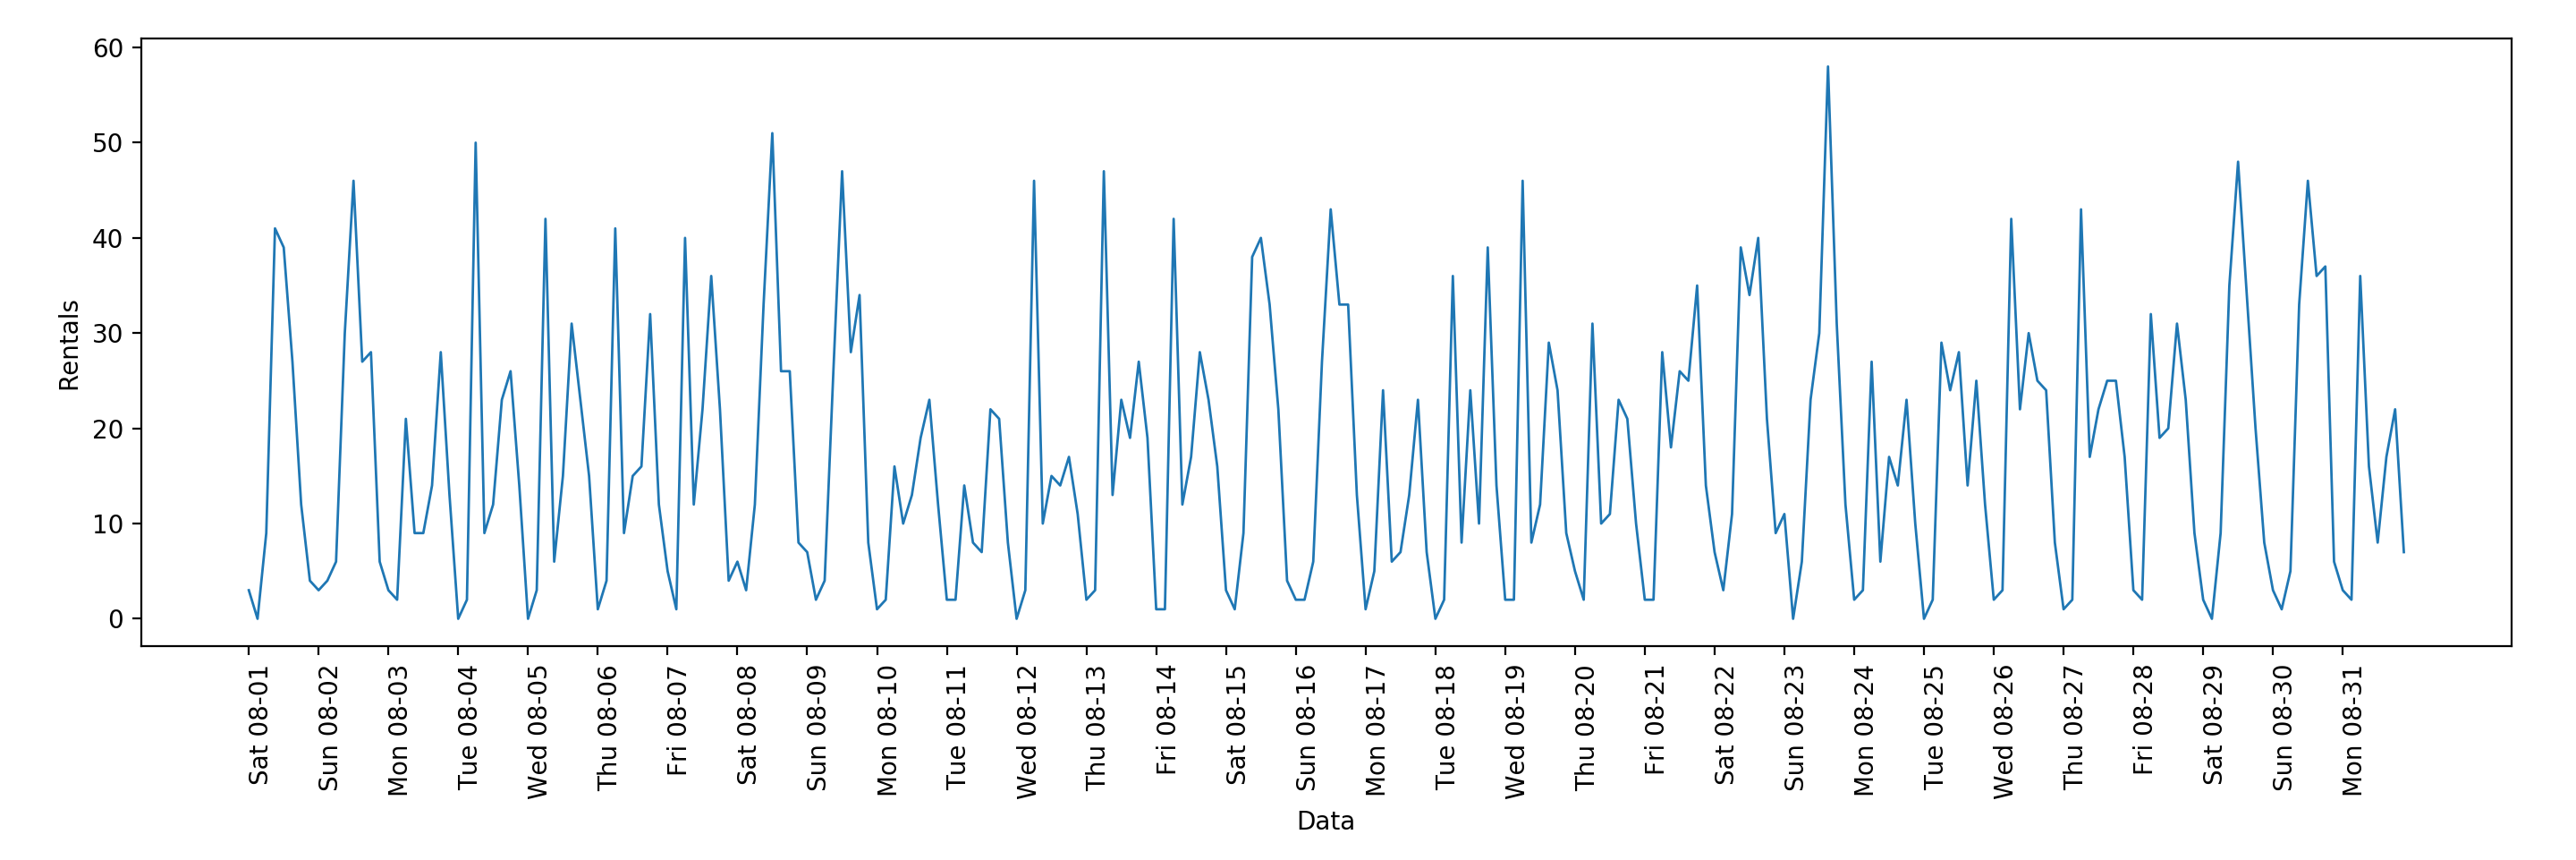 60
50
40
30
20
10
0
Rentals
Sat 08-01
Sun 08-02
Mon 08-03
Tue 08-04
Wed 08-05
Thu 08-06
Fri 08-07
Sat 08-08
Sun 08-09
Mon 08-10
Tue 08-11
Wed 08-12
Thu 08-13
Fri 08-14
Sat 08-15
Sun 08-16
Mon 08-17
Tue 08-18
Wed 08-19
Thu 08-20
Fri 08-21
Sat 08-22
Sun 08-23
Mon 08-24
Tue 08-25
Wed 08-26
Thu 08-27
Fri 08-28
Sat 08-29
Sun 08-30
Mon 08-31
Data